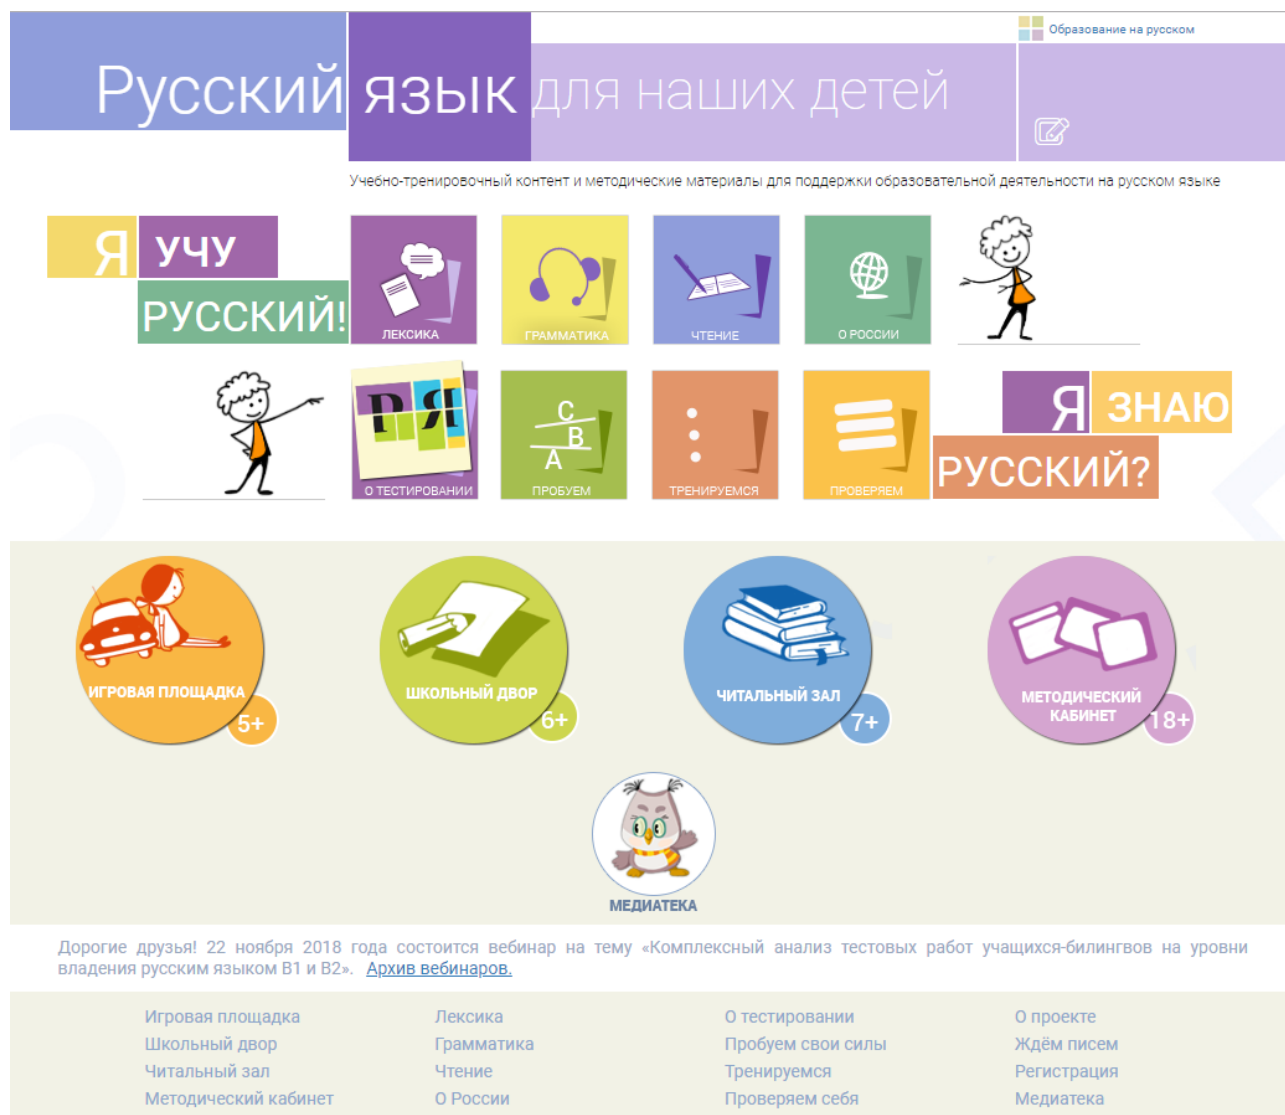 Образование на русском
Русский язык для наших детей
Учебно-тренировочный контент и методические материалы для поддержки образовательной деятельности на русском языке
Я УЧУ
РУССКИЙ!
ЛЕКСИКА
ГРАММАТИКА
ЧТЕНИЕ
О РОССИИ
РЯ
О ТЕСТИРОВАНИИ
C
B
A
ПРОБУЕМ
ТРЕНИРУЕМСЯ
ПРОВЕРЯЕМ
Я ЗНАЮ
РУССКИЙ?
ИГРОВАЯ ПЛОЩАДКА
5+
ШКОЛЬНЫЙ ДВОР
6+
ЧИТАЛЬНЫЙ ЗАЛ
7+
МЕТОДИЧЕСКИЙ
КАБИНЕТ
18+
МЕДИАТЕКА
Дорогие друзья! 22 ноября 2018 года состоится вебинар на тему «Комплексный анализ тестовых работ учащихся-билингвов на уровни
владения русским языком В1 и В2». Архив вебинаров.
Игровая площадка
Школьный двор
Читальный зал
Методический кабинет
Лексика
Грамматика
Чтение
О России
О тестировании
Пробуем свои силы
Тренируемся
Проверяем себя
О проекте
Ждём писем
Регистрация
Медиатека